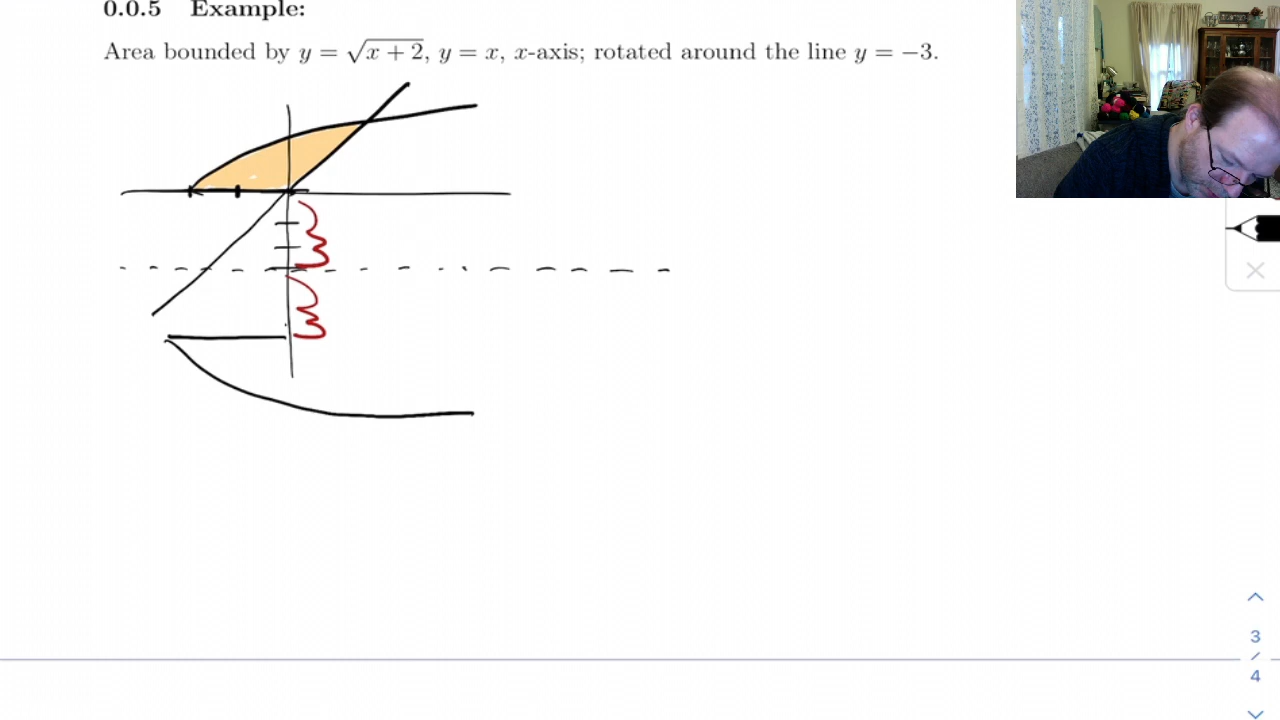 0.0.5 Example:
Area bounded by y = √x + 2, y = x, x-axis; rotated around the line y = −3.
3
/
4